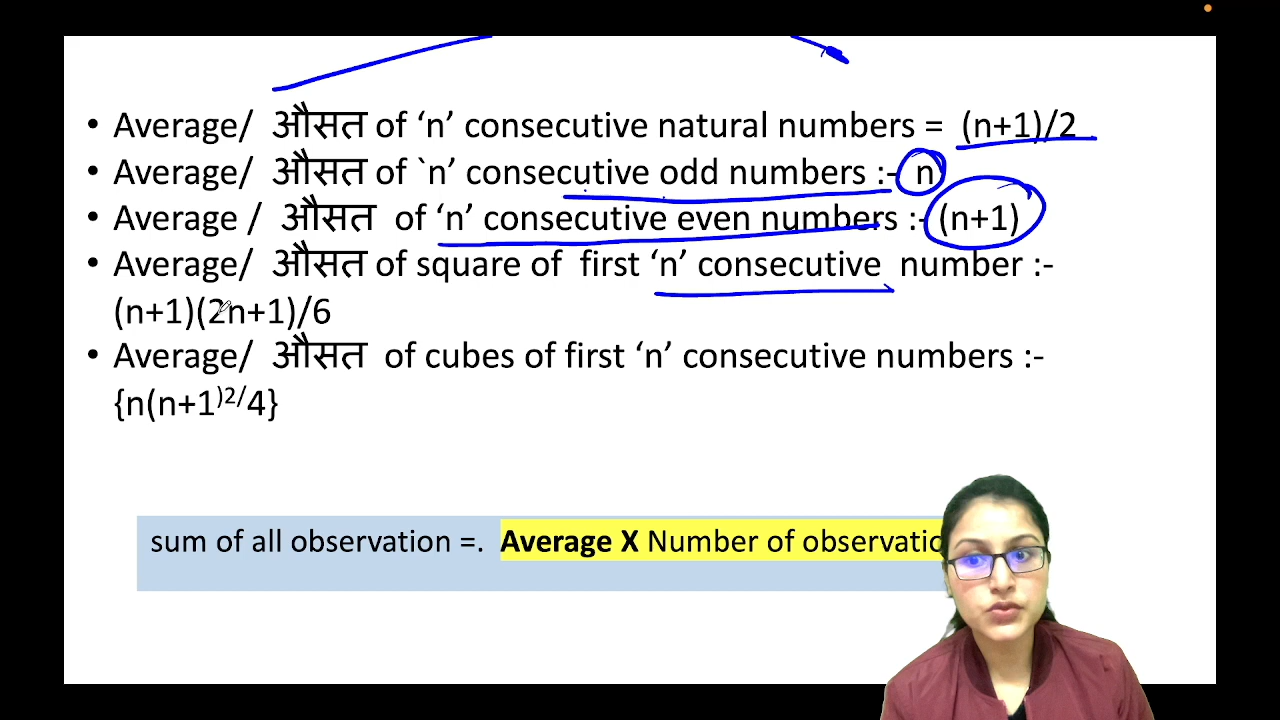 • Average/ औसत of ‘n’ consecutive natural numbers = (n+1)/2
• Average/ औसत of `n’ consecutive odd numbers :- n
• Average / औसत of ‘n’ consecutive even numbers :- (n+1)
• Average/ औसत of square of first ‘n’ consecutive number :-
(n+1)(2n+1)/6
• Average/ औसत of cubes of first ‘n’ consecutive numbers :-
{n(n+1)²/4}
sum of all observation =. Average X Number of